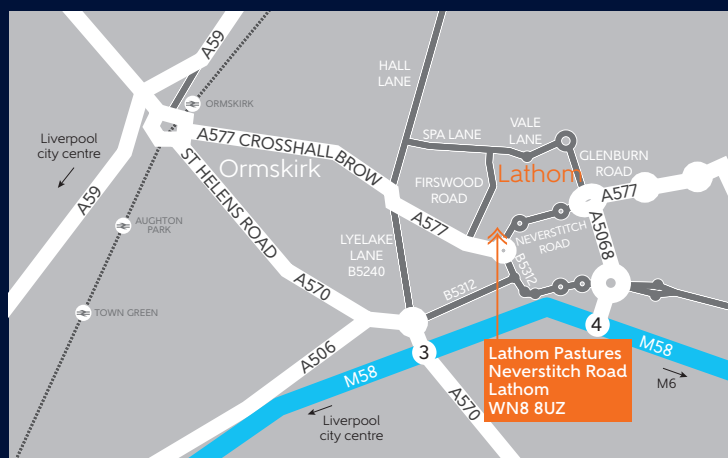 A59
HALL
LANE
ORMSKIRK
VALE
LANE
A577 CROSSHALL BROW
SPA LANE
Liverpool
city centre
Ormskirk
ST HELENS ROAD
GLENBURN
ROAD
Lathom
FIRSWOOD
ROAD
A577
A59
A577
AUGHTON
PARK
LYELAKE
LANE
B5240
NEVERSTITCH
ROAD
A5068
B5312
A570
B5312
TOWN GREEN
4
A506
3
M58
Lathom Pastures
Neverstitch Road
Lathom
WN8 8UZ
M58
M6
A570
Liverpool
city centre